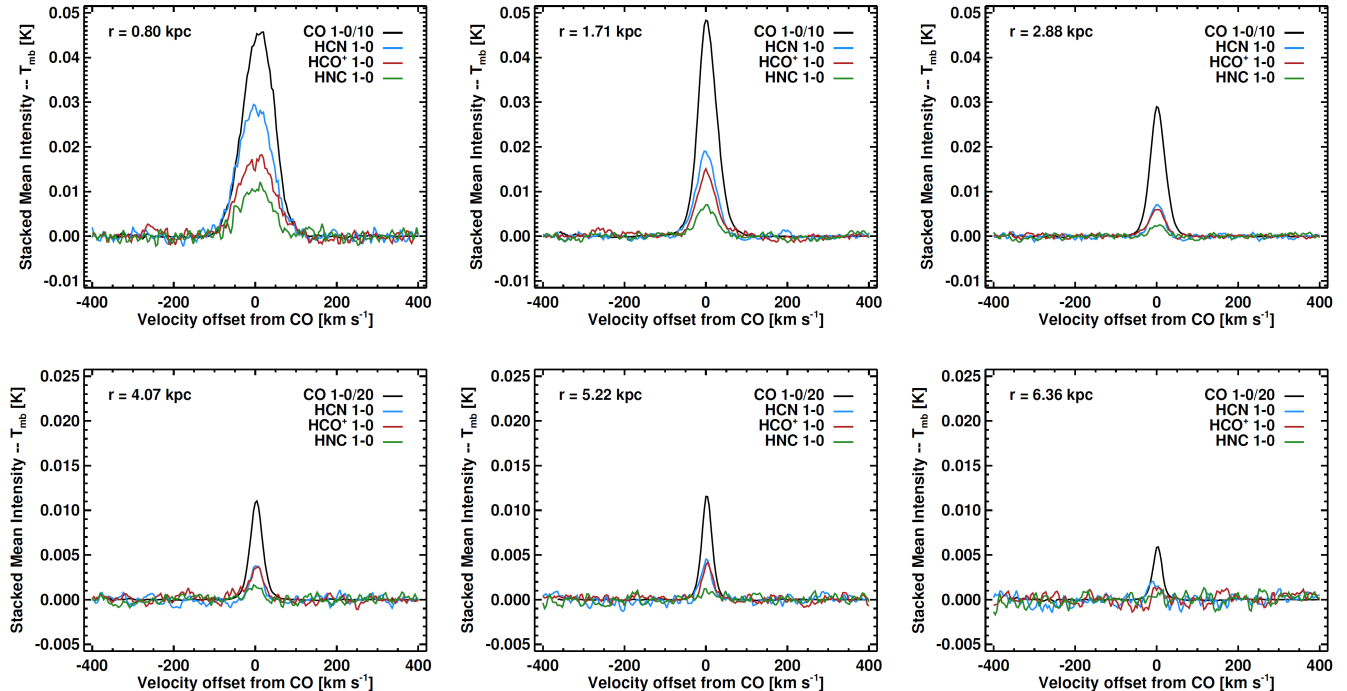 r = 0.80 kpc
CO 1-0/10
HCN 1-0
HCO⁺ 1-0
HNC 1-0
0.05
0.04
0.03
0.02
0.01
0.00
-0.01
Stacked Mean Intensity -- Tmb [K]
-400 -200 0 200 400
Velocity offset from CO [km s⁻¹]
r = 1.71 kpc
CO 1-0/10
HCN 1-0
HCO⁺ 1-0
HNC 1-0
0.05
0.04
0.03
0.02
0.01
0.00
-0.01
Stacked Mean Intensity -- Tmb [K]
-400 -200 0 200 400
Velocity offset from CO [km s⁻¹]
r = 2.88 kpc
CO 1-0/10
HCN 1-0
HCO⁺ 1-0
HNC 1-0
0.05
0.04
0.03
0.02
0.01
0.00
-0.01
Stacked Mean Intensity -- Tmb [K]
-400 -200 0 200 400
Velocity offset from CO [km s⁻¹]
r = 4.07 kpc
CO 1-0/20
HCN 1-0
HCO⁺ 1-0
HNC 1-0
0.025
0.020
0.015
0.010
0.005
0.000
-0.005
Stacked Mean Intensity -- Tmb [K]
-400 -200 0 200 400
Velocity offset from CO [km s⁻¹]
r = 5.22 kpc
CO 1-0/20
HCN 1-0
HCO⁺ 1-0
HNC 1-0
0.025
0.020
0.015
0.010
0.005
0.000
-0.005
Stacked Mean Intensity -- Tmb [K]
-400 -200 0 200 400
Velocity offset from CO [km s⁻¹]
r = 6.36 kpc
CO 1-0/20
HCN 1-0
HCO⁺ 1-0
HNC 1-0
0.025
0.020
0.015
0.010
0.005
0.000
-0.005
Stacked Mean Intensity -- Tmb [K]
-400 -200 0 200 400
Velocity offset from CO [km s⁻¹]